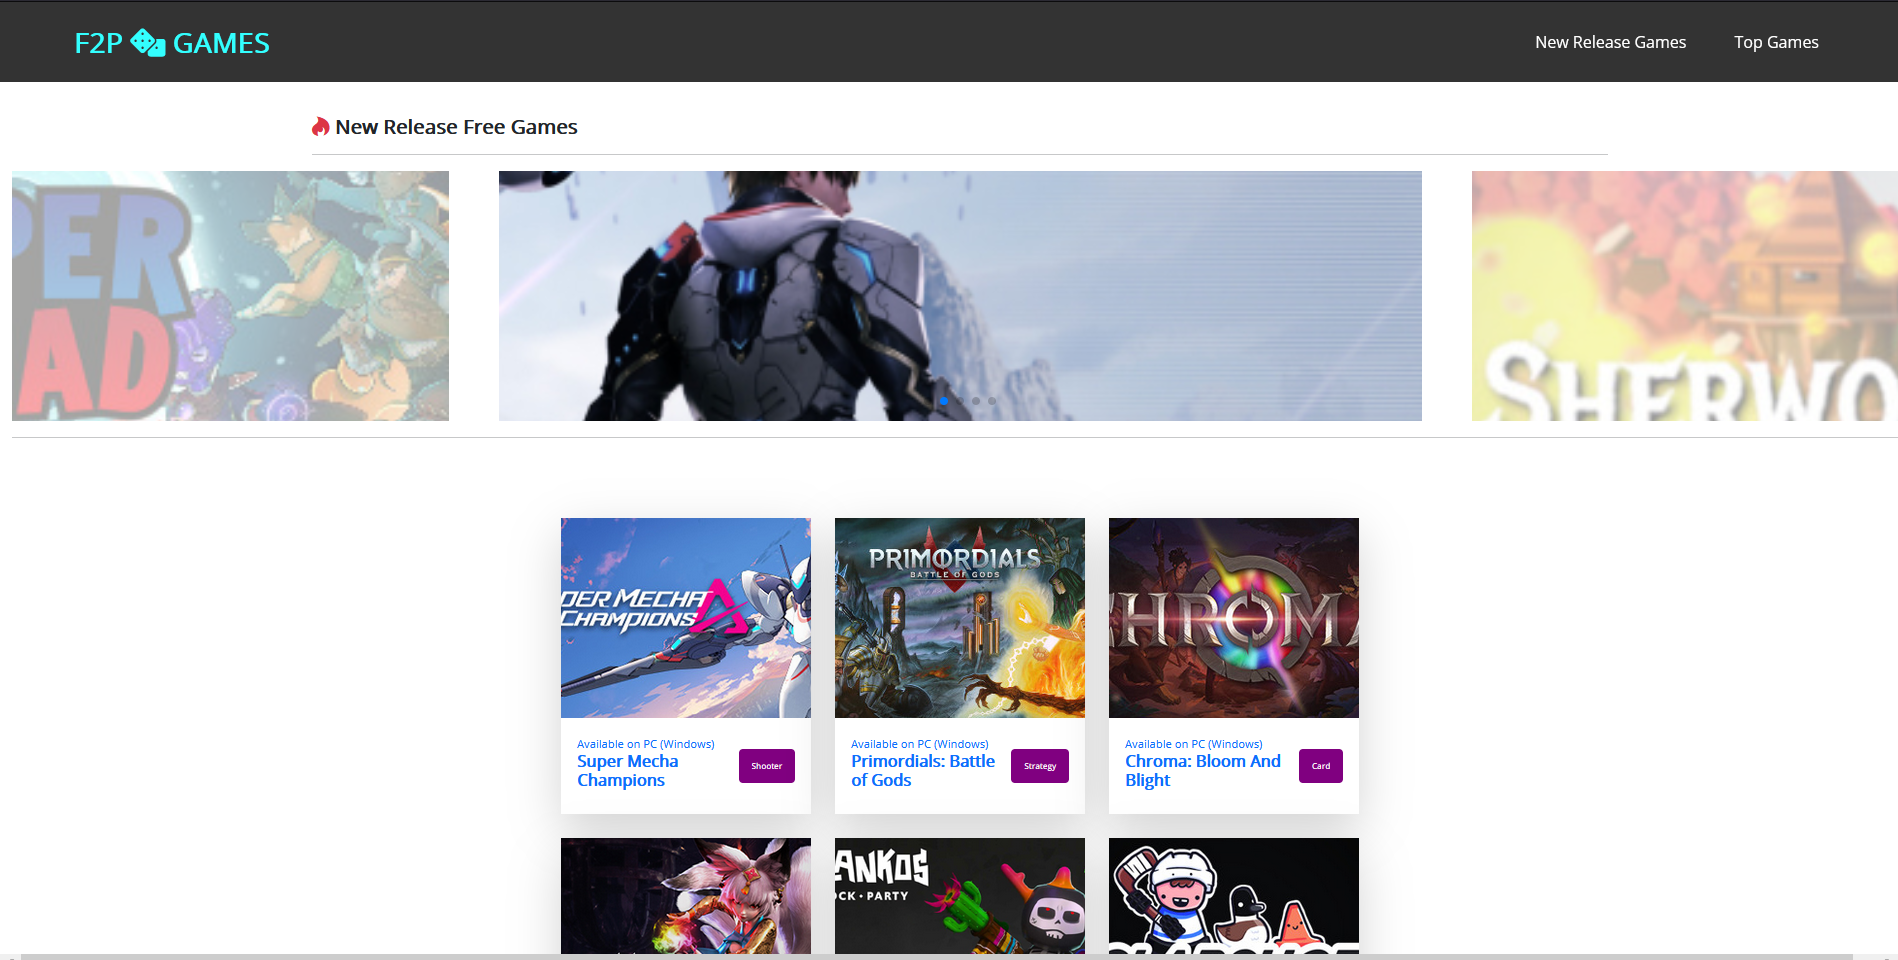 F2P GAMES
New Release Games
Top Games
New Release Free Games
PER
AD
SHERWO
PRIMORDIALS
BATTLE OF GODS
PER MECHA
CHAMPIONS
CHROMA
Available on PC (Windows)
Super Mecha
Champions
Shooter
Available on PC (Windows)
Primordials: Battle
of Gods
Strategy
Available on PC (Windows)
Chroma: Bloom And
Blight
Card
ANKOS
OCK • PARTY